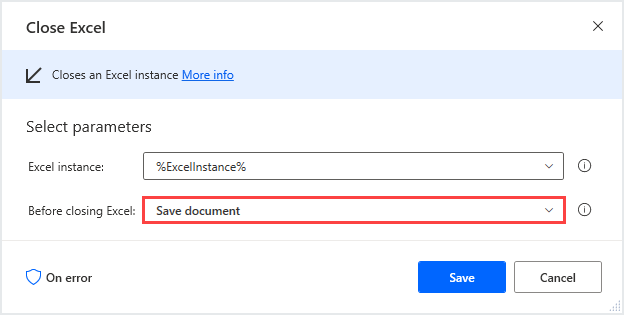 Close Excel
Closes an Excel instance More info
Select parameters
Excel instance: %ExcelInstance%
Before closing Excel: Save document
On error Save Cancel